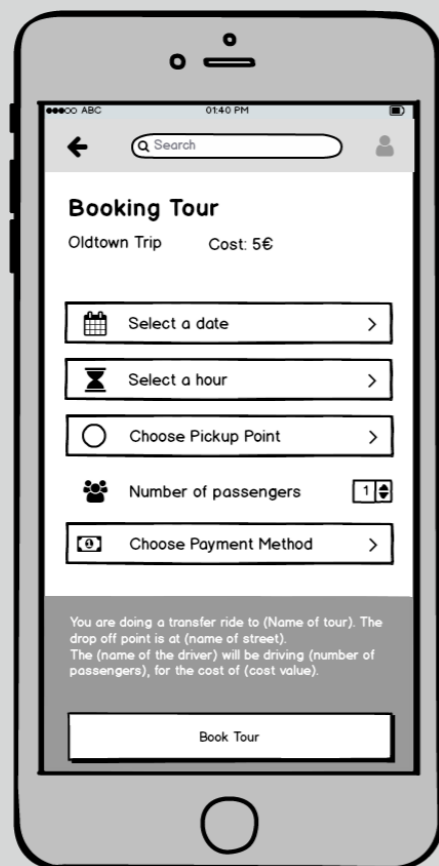 ABC 01:40 PM
Search
Booking Tour
Oldtown Trip Cost: 5€
Select a date
Select a hour
Choose Pickup Point
Number of passengers 1
Choose Payment Method
You are doing a transfer ride to (Name of tour). The
drop off point is at (name of street).
The (name of the driver) will be driving (number of
passengers), for the cost of (cost value).
Book Tour